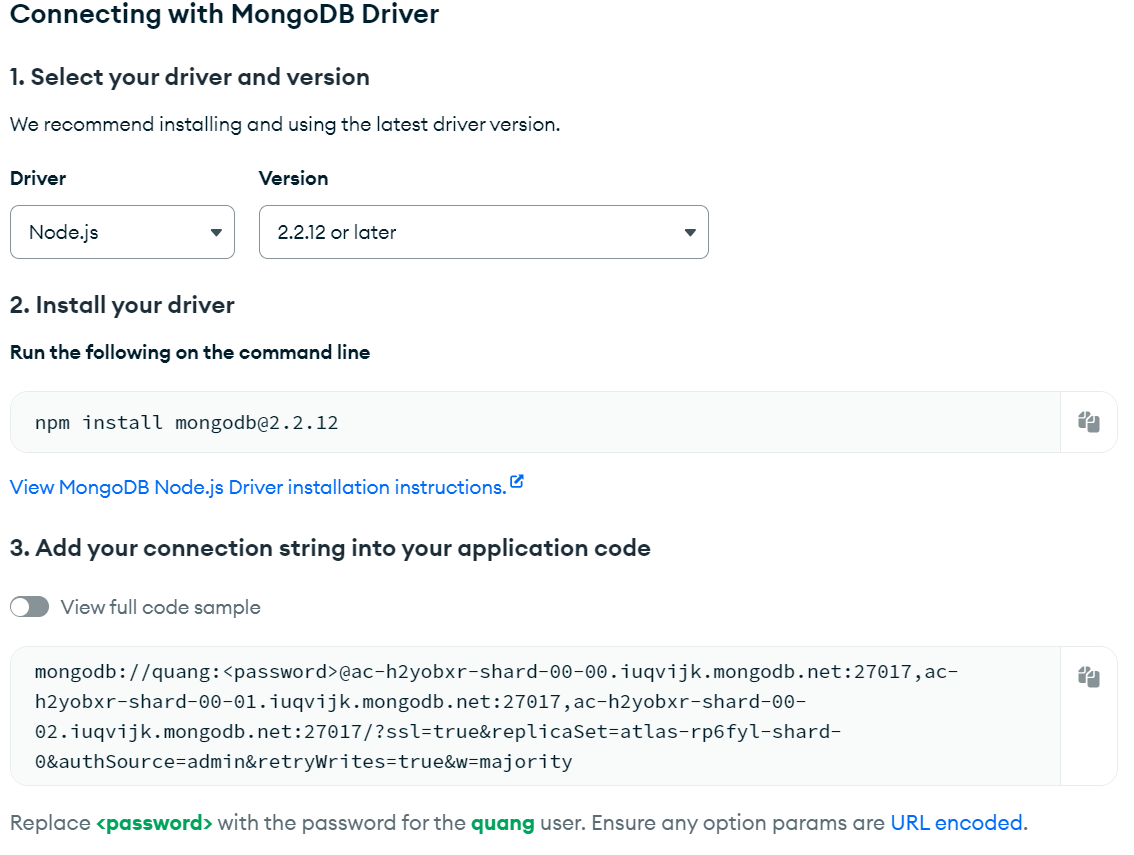 Connecting with MongoDB Driver
1. Select your driver and version
We recommend installing and using the latest driver version.
Driver
Version
Node.js
2.2.12 or later
2. Install your driver
Run the following on the command line
npm install mongodb@2.2.12
View MongoDB Node.js Driver installation instructions.
3. Add your connection string into your application code
View full code sample
mongodb://quang:<password>@ac-h2yobxr-shard-00-00.iuqvijk.mongodb.net:27017,ac-
h2yobxr-shard-00-01.iuqvijk.mongodb.net:27017,ac-h2yobxr-shard-00-
02.iuqvijk.mongodb.net:27017/?ssl=true&replicaSet=atlas-rp6fyl-shard-
0&authSource=admin&retryWrites=true&w=majority
Replace <password> with the password for the quang user. Ensure any option params are URL encoded.